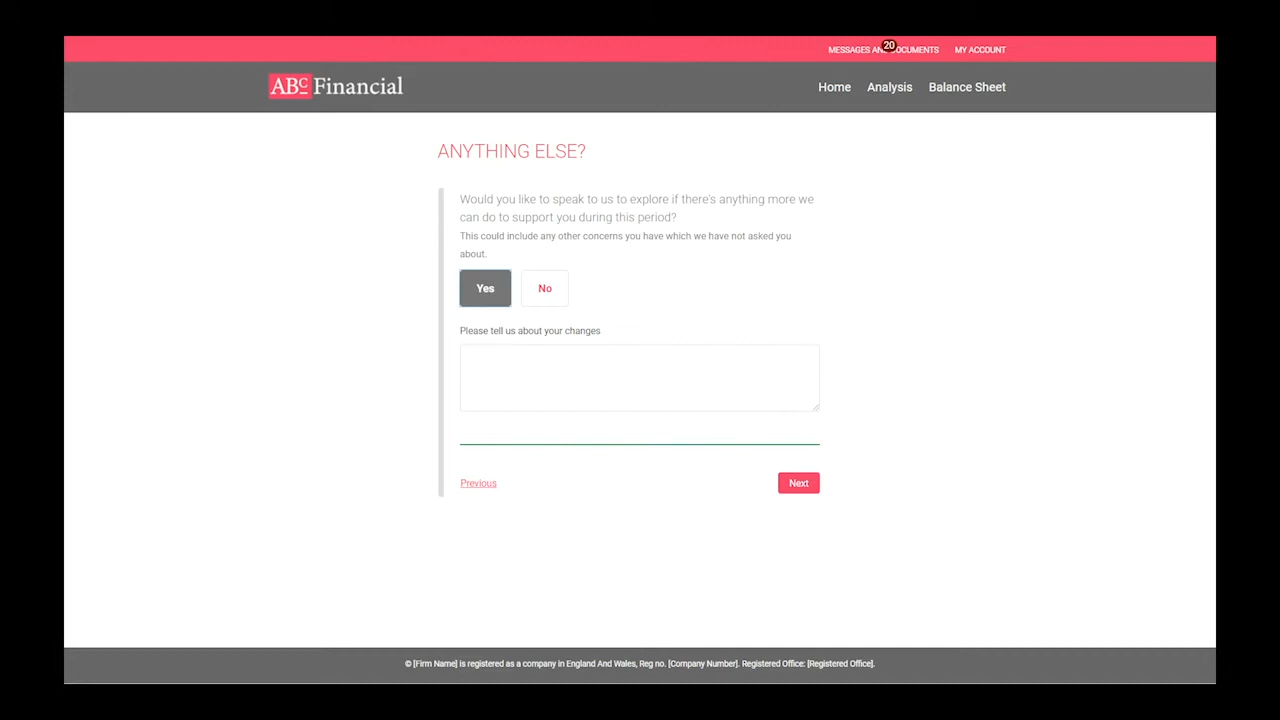 20
MESSAGES AND DOCUMENTS MY ACCOUNT
ABC Financial Home Analysis Balance Sheet
ANYTHING ELSE?
Would you like to speak to us to explore if there's anything more we
can do to support you during this period?
This could include any other concerns you have which we have not asked you
about.
Yes No
Please tell us about your changes
Previous Next
© [Firm Name] is registered as a company in England And Wales, Reg no. [Company Number]. Registered Office: [Registered Office].